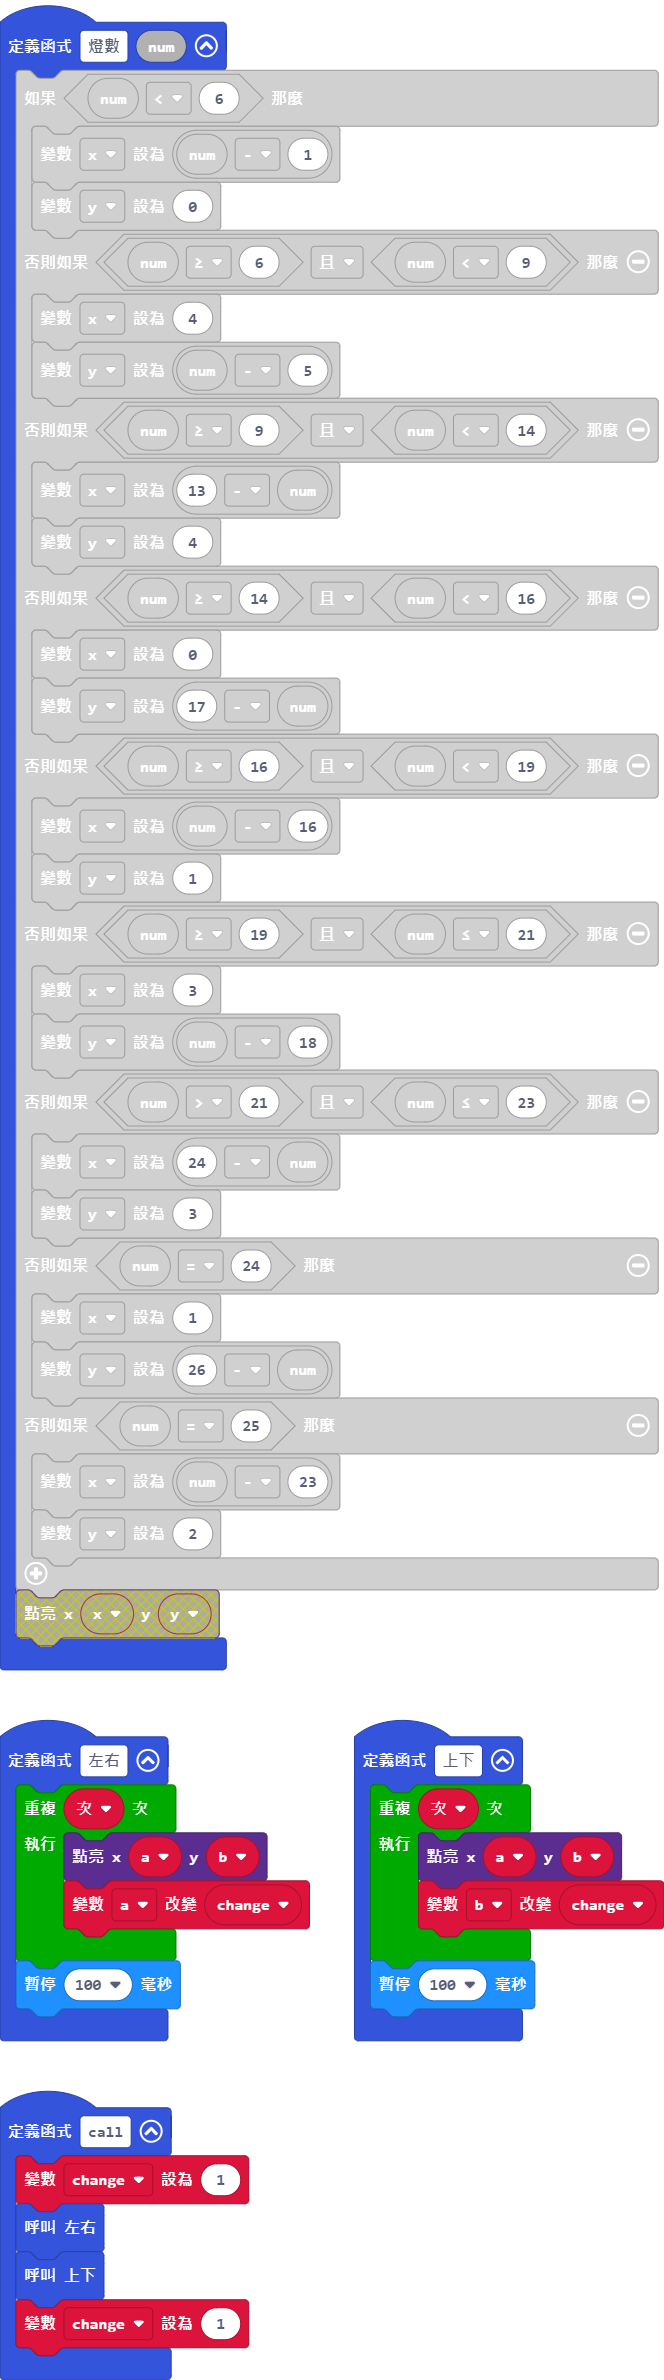 定義函式 燈數 num
如果 num < 6 那麼
變數 x 設為 num - 1
變數 y 設為 0
否則如果 num ≥ 6 且 num < 9 那麼
變數 x 設為 4
變數 y 設為 num - 5
否則如果 num ≥ 9 且 num < 14 那麼
變數 x 設為 13 - num
變數 y 設為 4
否則如果 num ≥ 14 且 num < 16 那麼
變數 x 設為 0
變數 y 設為 17 - num
否則如果 num ≥ 16 且 num < 19 那麼
變數 x 設為 num - 16
變數 y 設為 1
否則如果 num ≥ 19 且 num ≤ 21 那麼
變數 x 設為 3
變數 y 設為 num - 18
否則如果 num > 21 且 num ≤ 23 那麼
變數 x 設為 24 - num
變數 y 設為 3
否則如果 num = 24 那麼
變數 x 設為 1
變數 y 設為 26 - num
否則如果 num = 25 那麼
變數 x 設為 num - 23
變數 y 設為 2
點亮 x x y y
定義函式 左右
重複 次 次
執行
點亮 x a y b
變數 a 改變 change
暫停 100 毫秒
定義函式 上下
重複 次 次
執行
點亮 x a y b
變數 b 改變 change
暫停 100 毫秒
定義函式 call
變數 change 設為 1
呼叫 左右
呼叫 上下
變數 change 設為 1